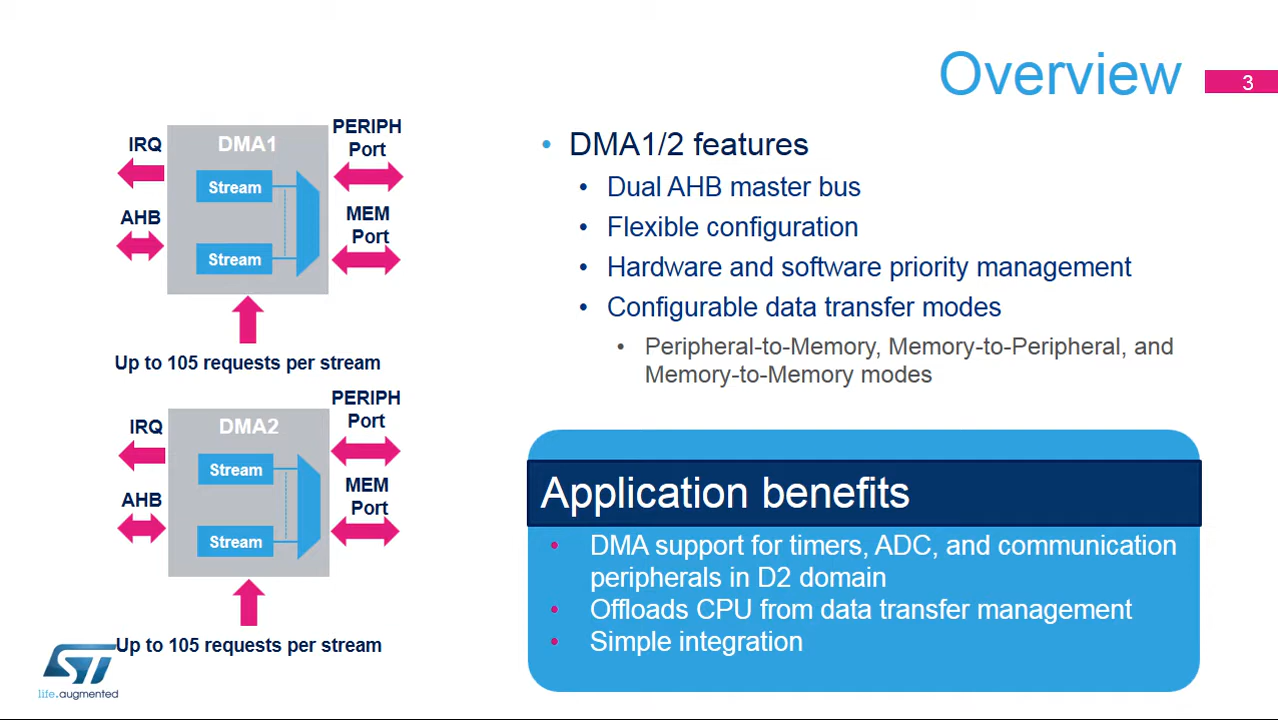 Overview
3
IRQ
DMA1
PERIPH
Port
Stream
AHB
MEM
Port
Stream
Up to 105 requests per stream
IRQ
DMA2
PERIPH
Port
Stream
AHB
MEM
Port
Stream
Up to 105 requests per stream
• DMA1/2 features
• Dual AHB master bus
• Flexible configuration
• Hardware and software priority management
• Configurable data transfer modes
• Peripheral-to-Memory, Memory-to-Peripheral, and
Memory-to-Memory modes
Application benefits
• DMA support for timers, ADC, and communication
peripherals in D2 domain
• Offloads CPU from data transfer management
• Simple integration
ST
life.augmented